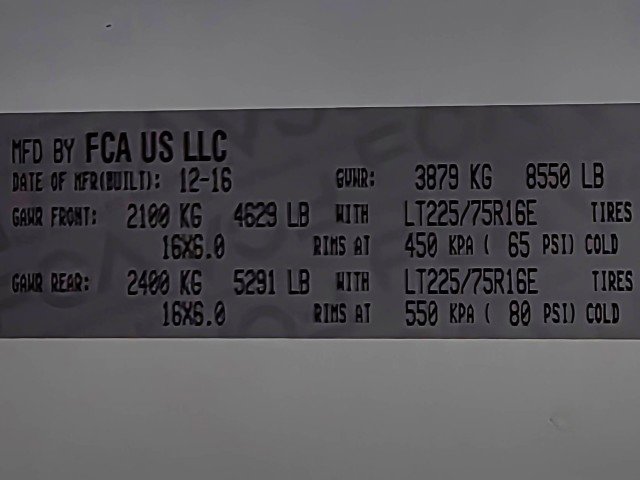 MFD BY FCA US LLC
DATE OF MFR(BUILT): 12-16 GVWR: 3879 KG 8550 LB
GAWR FRONT: 2100 KG 4629 LB WITH LT225/75R16E TIRES
16X6.0 RIMS AT 450 KPA ( 65 PSI) COLD
GAWR REAR: 2400 KG 5291 LB WITH LT225/75R16E TIRES
16X6.0 RIMS AT 550 KPA ( 80 PSI) COLD